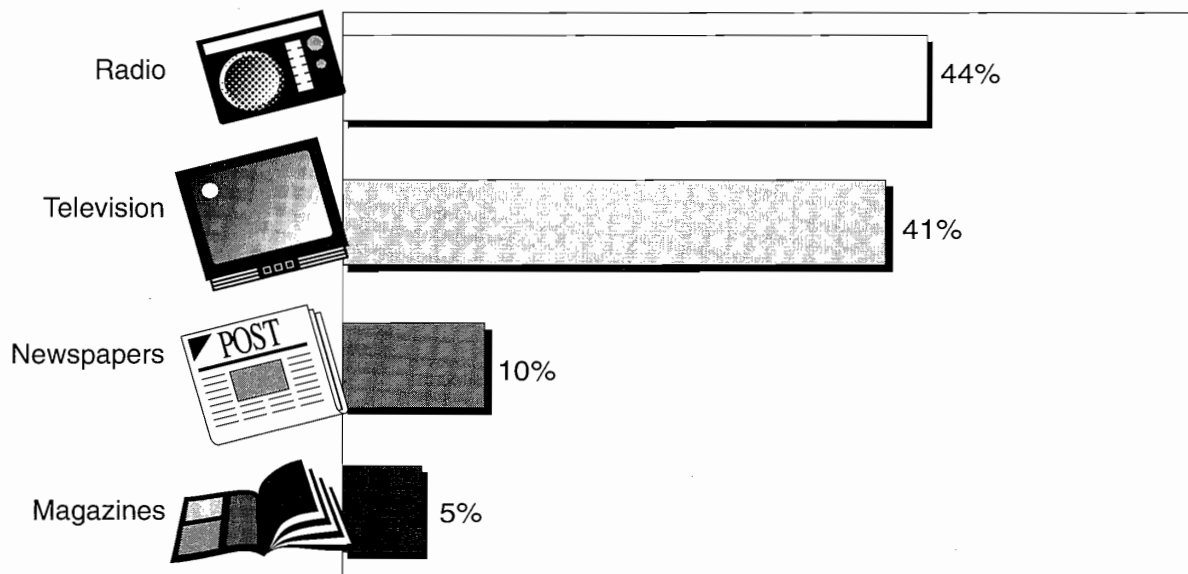 Radio
44%
Television
41%
POST
Newspapers
10%
Magazines
5%